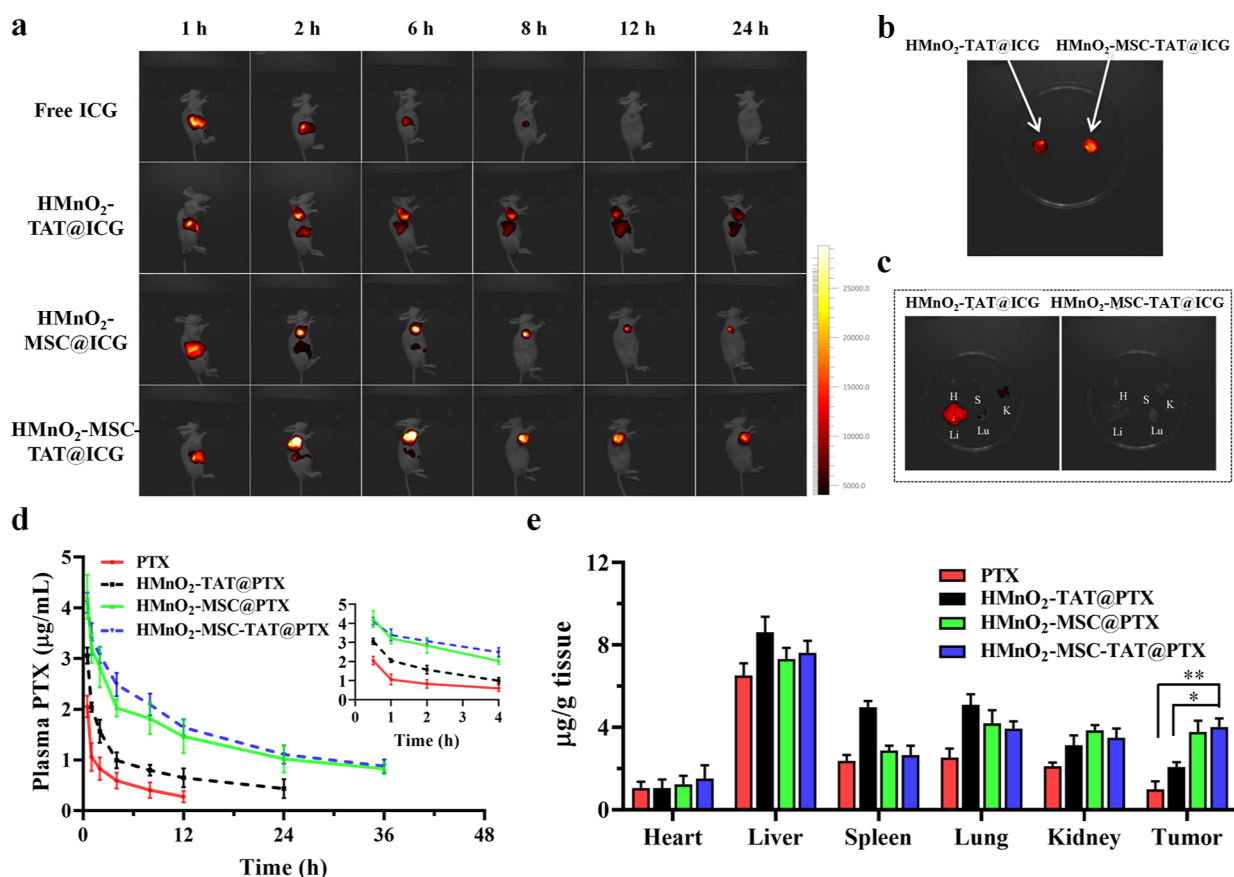 a
1 h 2 h 6 h 8 h 12 h 24 h
Free ICG
HMnO₂-
TAT@ICG
HMnO₂-
MSC@ICG
HMnO₂-MSC-
TAT@ICG
25000.0
20000.0
15000.0
10000.0
5000.0
b
HMnO₂-TAT@ICG HMnO₂-MSC-TAT@ICG
c
HMnO₂-TAT@ICG HMnO₂-MSC-TAT@ICG
H S K
Li Lu
H S K
Li Lu
d
Plasma PTX (µg/mL)
5
4
3
2
1
0
0 12 24 36 48
Time (h)
PTX
HMnO₂-TAT@PTX
HMnO₂-MSC@PTX
HMnO₂-MSC-TAT@PTX
5
4
3
2
1
0
0 1 2 3 4
Time (h)
e
µg/g tissue
12
8
4
0
Heart Liver Spleen Lung Kidney Tumor
PTX
HMnO₂-TAT@PTX
HMnO₂-MSC@PTX
HMnO₂-MSC-TAT@PTX
**
*